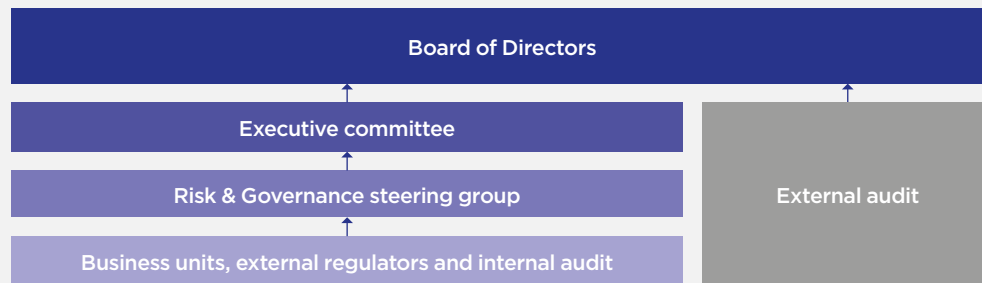 Board of Directors
Executive committee
Risk & Governance steering group
External audit
Business units, external regulators and internal audit